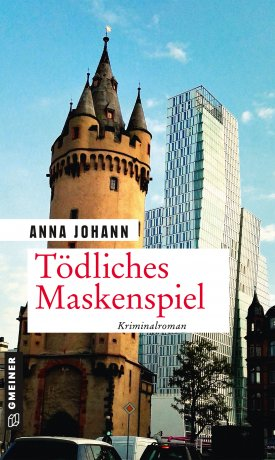 ANNA JOHANN
Tödliches
Maskenspiel
Kriminalroman
GMEINER